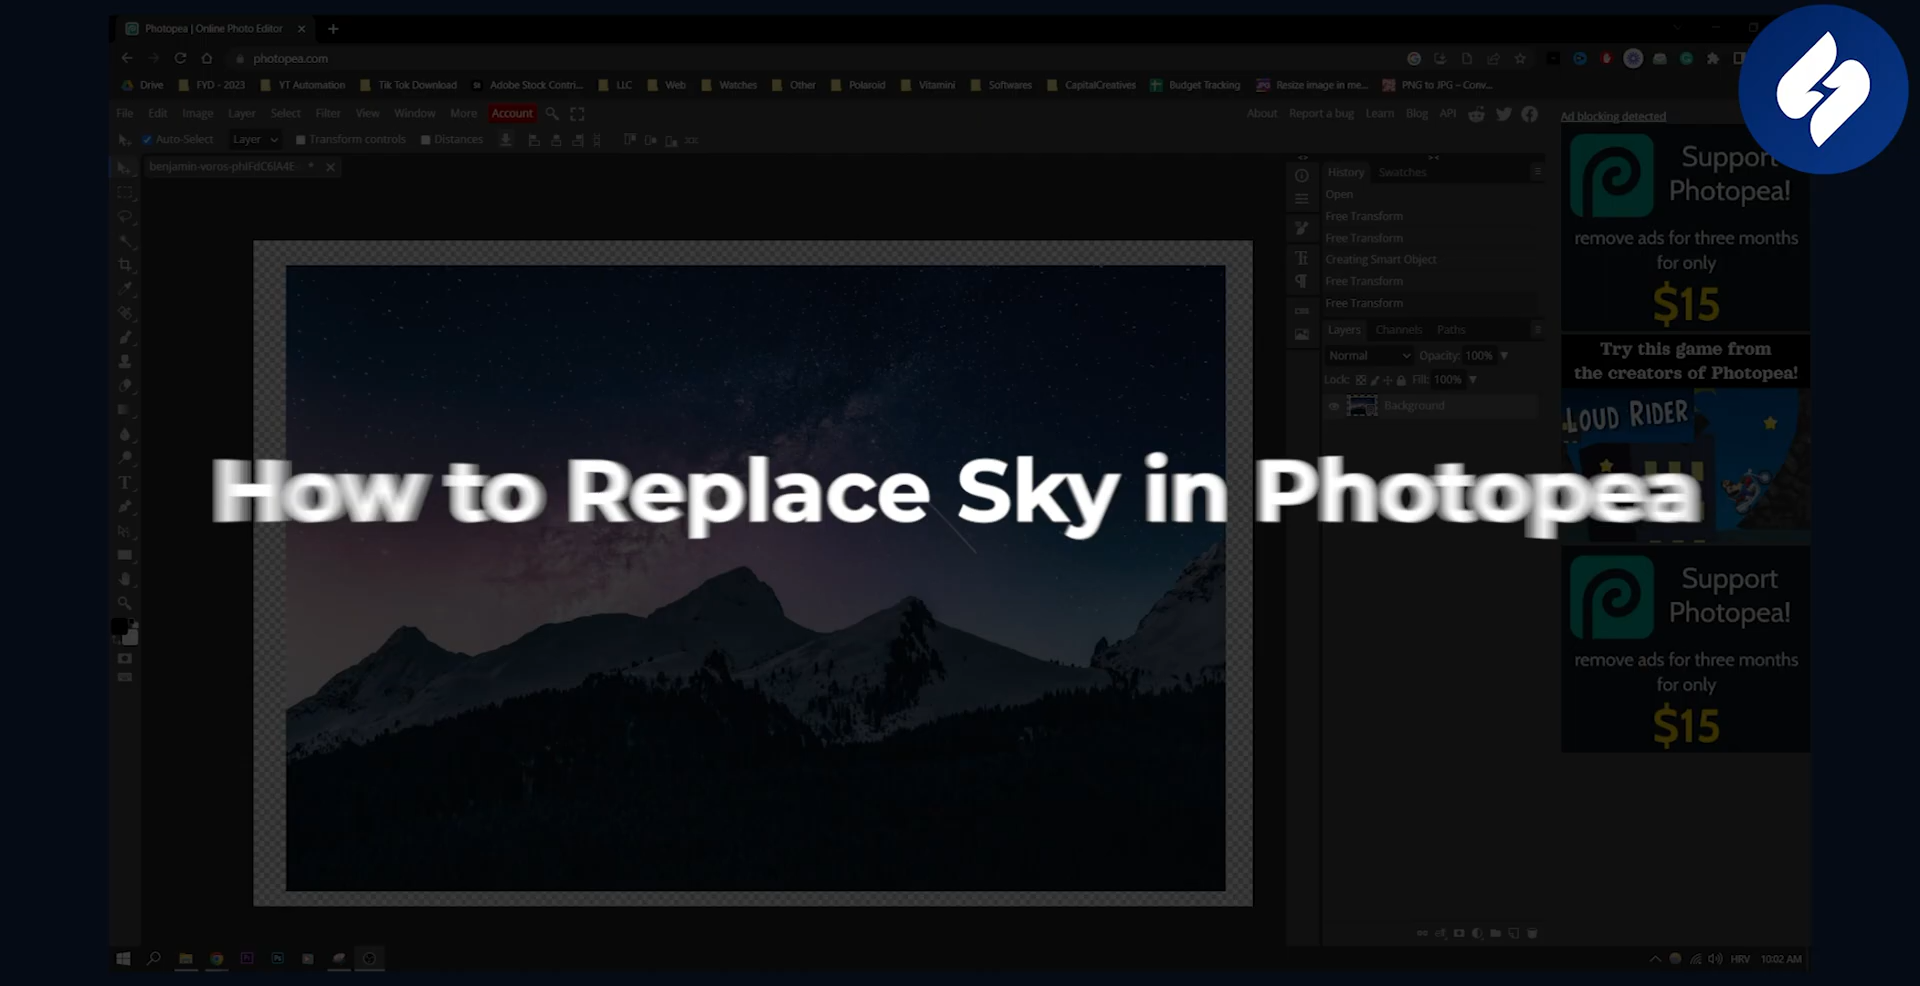 Photopea | Online Photo Editor
photopea.com
Drive FYD - 2023 YT Automation Tik Tok Download Adobe Stock Contri... LLC Web Watches Other Polaroid Vitamini Softwares CapitalCreatives Budget Tracking Resize image in me... PNG to JPG – Conv...
File Edit Image Layer Select Filter View Window More Account
About Report a bug Learn Blog API
Ad blocking detected
Auto-Select Layer Transform controls Distances
benjamin-voros-phIFdC6lA4E- *
History Swatches
Open
Free Transform
Free Transform
Creating Smart Object
Free Transform
Free Transform
Layers Channels Paths
Normal Opacity: 100%
Lock: Fill: 100%
Background
Support
Photopea!
remove ads for three months
for only
$15
Try this game from
the creators of Photopea!
LOUD RIDER
How to Replace Sky in Photopea
Support
Photopea!
remove ads for three months
for only
$15
HRV 10:02 AM